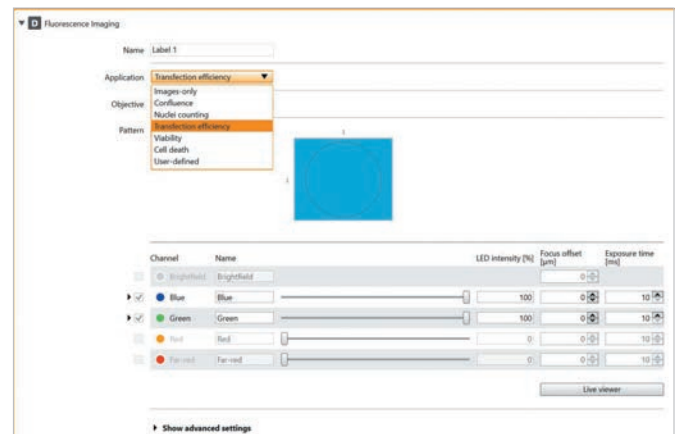 D Fluorescence Imaging
Name Label 1
Application Transfection efficiency
Images-only
Objective Confluence
Nuclei counting
Pattern Transfection efficiency
Viability
Cell death
User-defined
1
1
Channel Name LED intensity [%] Focus offset [µm] Exposure time [ms]
Brightfield Brightfield 0
Blue Blue 100 0 10
Green Green 100 0 10
Red Red 0 0 10
Far-red Far-red 0 0 10
Live viewer
Show advanced settings